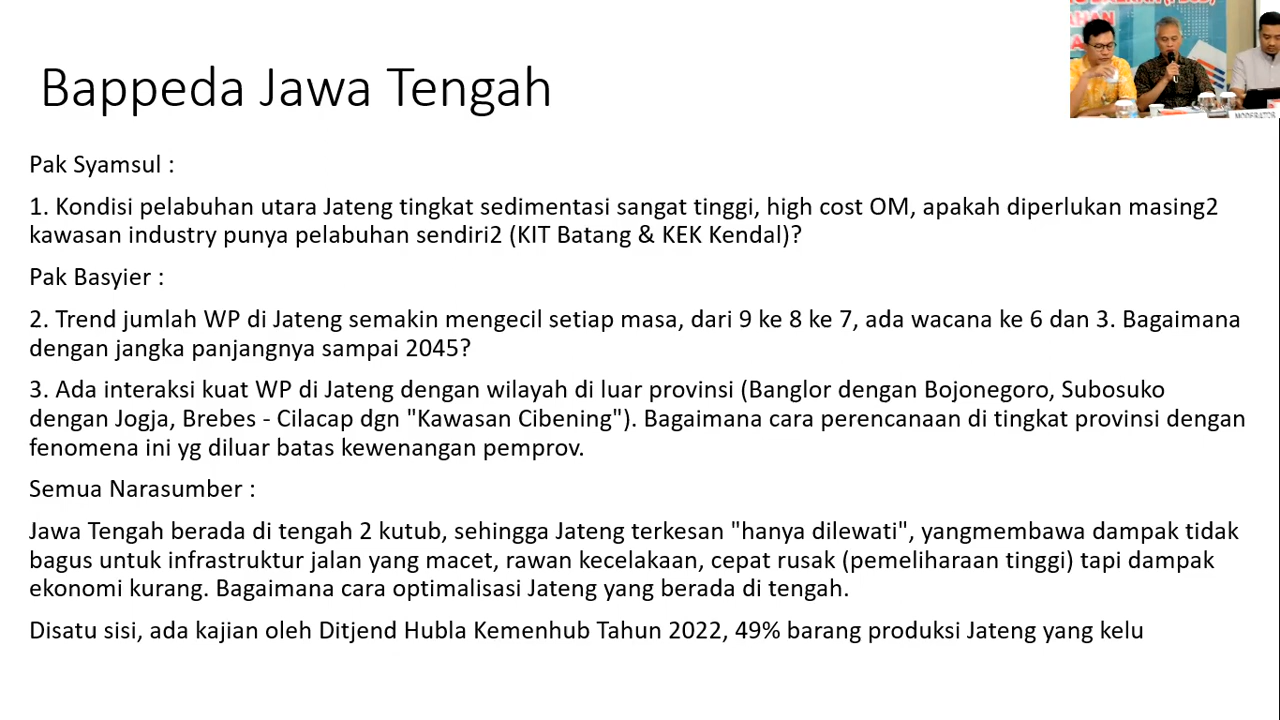 Bappeda Jawa Tengah
AHAN
MODERATOR
Pak Syamsul :
1. Kondisi pelabuhan utara Jateng tingkat sedimentasi sangat tinggi, high cost OM, apakah diperlukan masing2
kawasan industry punya pelabuhan sendiri2 (KIT Batang & KEK Kendal)?
Pak Basyier :
2. Trend jumlah WP di Jateng semakin mengecil setiap masa, dari 9 ke 8 ke 7, ada wacana ke 6 dan 3. Bagaimana
dengan jangka panjangnya sampai 2045?
3. Ada interaksi kuat WP di Jateng dengan wilayah di luar provinsi (Banglor dengan Bojonegoro, Subosuko
dengan Jogja, Brebes - Cilacap dgn "Kawasan Cibening"). Bagaimana cara perencanaan di tingkat provinsi dengan
fenomena ini yg diluar batas kewenangan pemprov.
Semua Narasumber :
Jawa Tengah berada di tengah 2 kutub, sehingga Jateng terkesan "hanya dilewati", yangmembawa dampak tidak
bagus untuk infrastruktur jalan yang macet, rawan kecelakaan, cepat rusak (pemeliharaan tinggi) tapi dampak
ekonomi kurang. Bagaimana cara optimalisasi Jateng yang berada di tengah.
Disatu sisi, ada kajian oleh Ditjend Hubla Kemenhub Tahun 2022, 49% barang produksi Jateng yang kelu